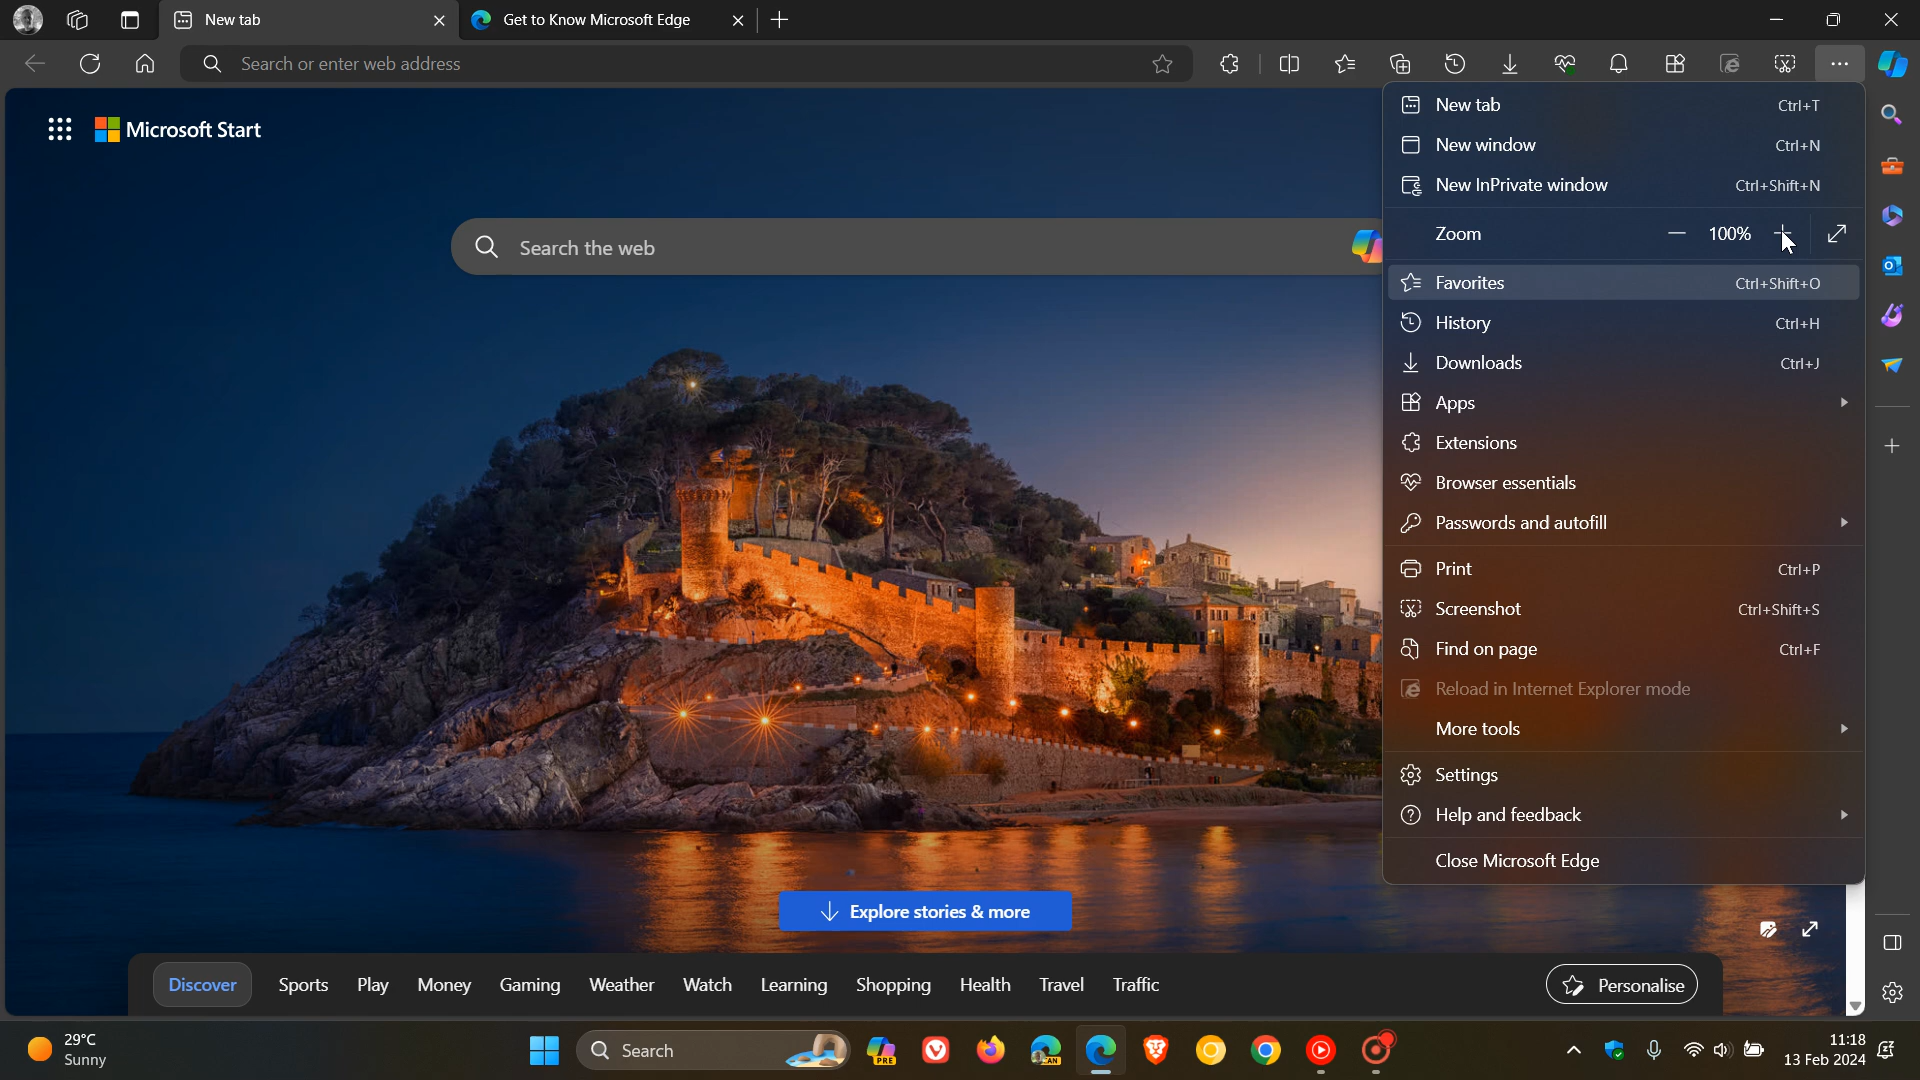 New tab
Get to Know Microsoft Edge
Search or enter web address
Microsoft Start
Search the web
New tab Ctrl+T
New window Ctrl+N
New InPrivate window Ctrl+Shift+N
Zoom 100%
Favorites Ctrl+Shift+O
History Ctrl+H
Downloads Ctrl+J
Apps
Extensions
Browser essentials
Passwords and autofill
Print Ctrl+P
Screenshot Ctrl+Shift+S
Find on page Ctrl+F
Reload in Internet Explorer mode
More tools
Settings
Help and feedback
Close Microsoft Edge
Explore stories & more
Discover Sports Play Money Gaming Weather Watch Learning Shopping Health Travel Traffic Personalise
29°C
Sunny
Search
PRE
CAN
11:18
13 Feb 2024